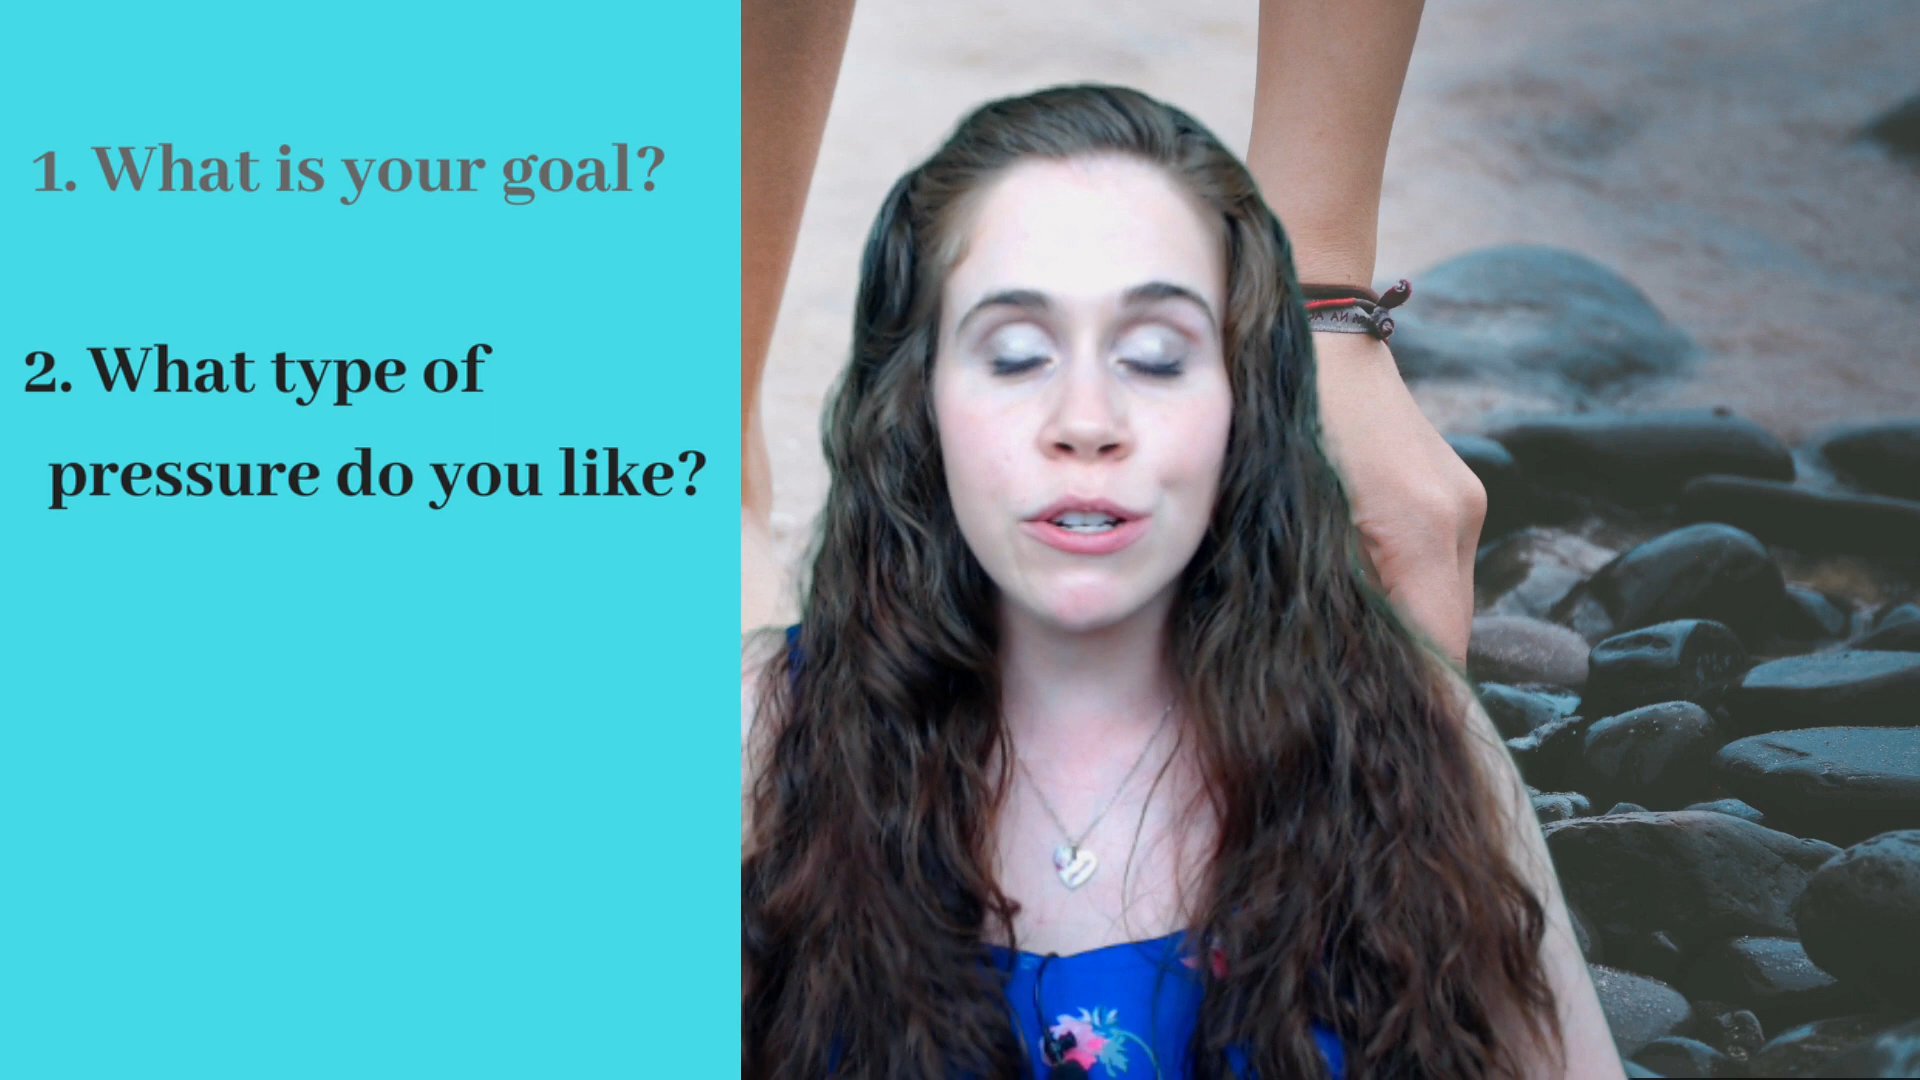 1. What is your goal?
2. What type of
pressure do you like?